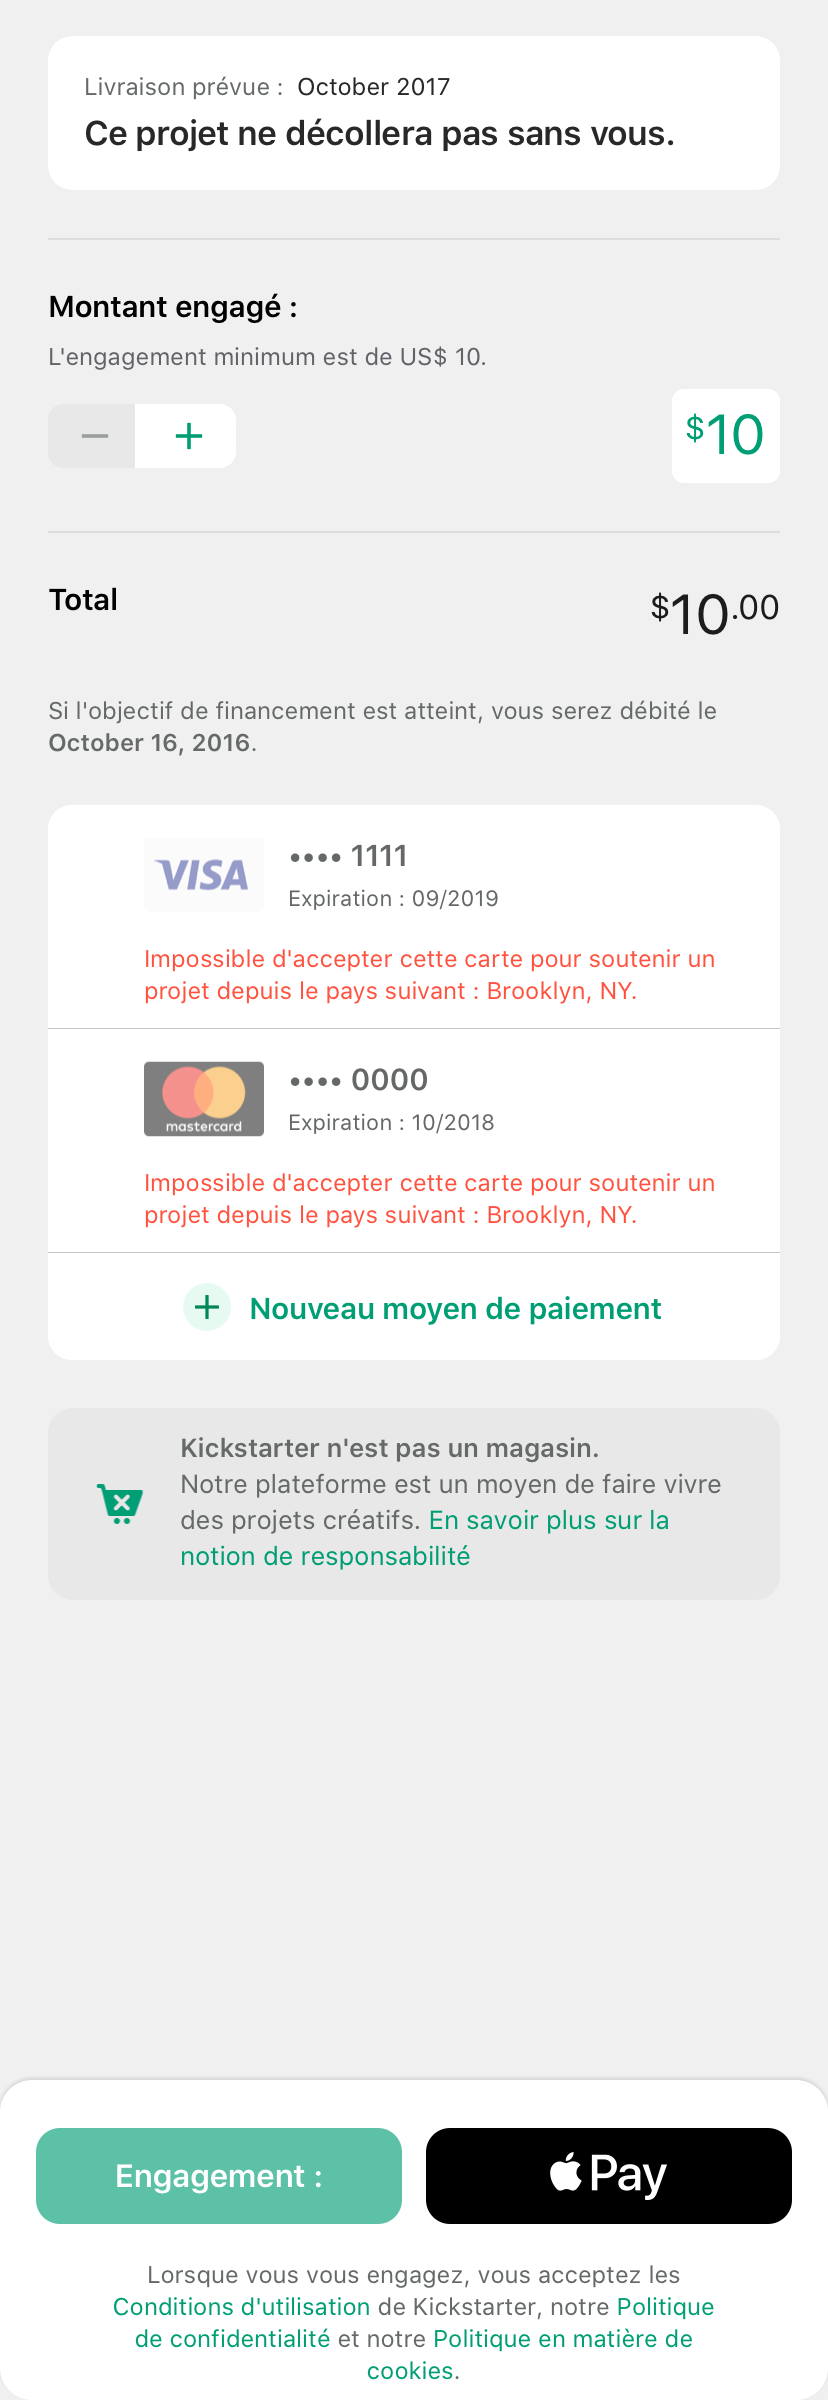 Livraison prévue : October 2017
Ce projet ne décollera pas sans vous.
Montant engagé :
L'engagement minimum est de US$ 10.
− +
$10
Total
$10.00
Si l'objectif de financement est atteint, vous serez débité le
October 16, 2016.
VISA
•••• 1111
Expiration : 09/2019
Impossible d'accepter cette carte pour soutenir un
projet depuis le pays suivant : Brooklyn, NY.
mastercard
•••• 0000
Expiration : 10/2018
Impossible d'accepter cette carte pour soutenir un
projet depuis le pays suivant : Brooklyn, NY.
+ Nouveau moyen de paiement
Kickstarter n'est pas un magasin.
Notre plateforme est un moyen de faire vivre
des projets créatifs. En savoir plus sur la
notion de responsabilité
Engagement :
Pay
Lorsque vous vous engagez, vous acceptez les
Conditions d'utilisation de Kickstarter, notre Politique
de confidentialité et notre Politique en matière de
cookies.